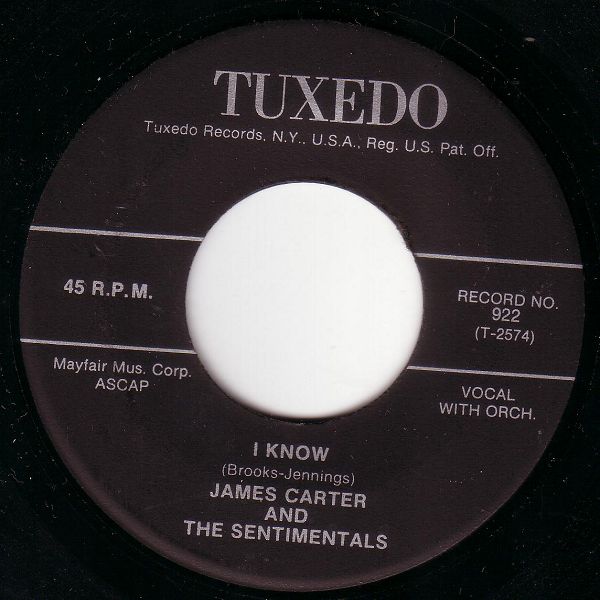 TUXEDO
Tuxedo Records, N.Y., U.S.A., Reg. U.S. Pat. Off.
45 R.P.M.
RECORD NO.
922
(T-2574)
Mayfair Mus. Corp.
ASCAP
VOCAL
WITH ORCH.
I KNOW
(Brooks-Jennings)
JAMES CARTER
AND
THE SENTIMENTALS